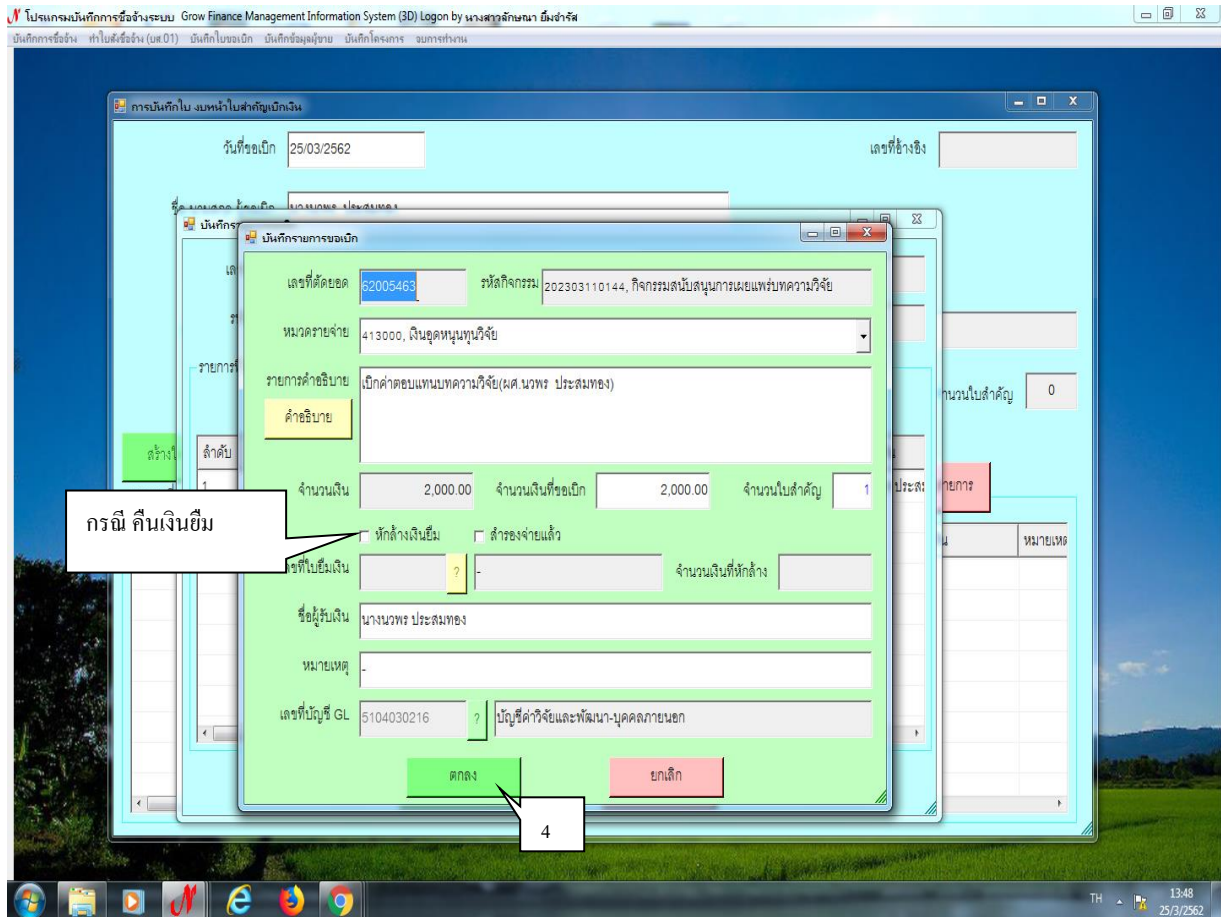 โปรแกรมบันทึกการซื้อจ้างระบบ Grow Finance Management Information System (3D) Logon by นางสาวลักษณา ยิ้มจำรัส
บันทึกการซื้อจ้าง ทำใบสั่งซื้อจ้าง (บส.01) บันทึกใบขอเบิก บันทึกข้อมูลผู้ขาย บันทึกโครงการ จบการทำงาน
การบันทึกใบ งบหน้าใบสำคัญเบิกเงิน
วันที่ขอเบิก 25/03/2562 เลขที่อ้างอิง
บันทึกรายการขอเบิก
เลขที่ตัดยอด 62005463 รหัสกิจกรรม 202303110144, กิจกรรมสนับสนุนการเผยแพร่บทความวิจัย
หมวดรายจ่าย 413000, เงินอุดหนุนทุนวิจัย
รายการคำอธิบาย เบิกค่าตอบแทนบทความวิจัย(ผศ.นวพร ประสมทอง)
คำอธิบาย
จำนวนใบสำคัญ 0
ลำดับ
1
จำนวนเงิน 2,000.00 จำนวนเงินที่ขอเบิก 2,000.00 จำนวนใบสำคัญ 1
กรณี คืนเงินยืม
หักล้างเงินยืม สำรองจ่ายแล้ว
หมายเหต
เลขที่ใบยืมเงิน ? - จำนวนเงินที่หักล้าง
ชื่อผู้รับเงิน นางนวพร ประสมทอง
หมายเหตุ -
เลขที่บัญชี GL 5104030216 ? บัญชีค่าวิจัยและพัฒนา-บุคคลภายนอก
ตกลง ยกเลิก
4
TH 13:48
25/3/2562